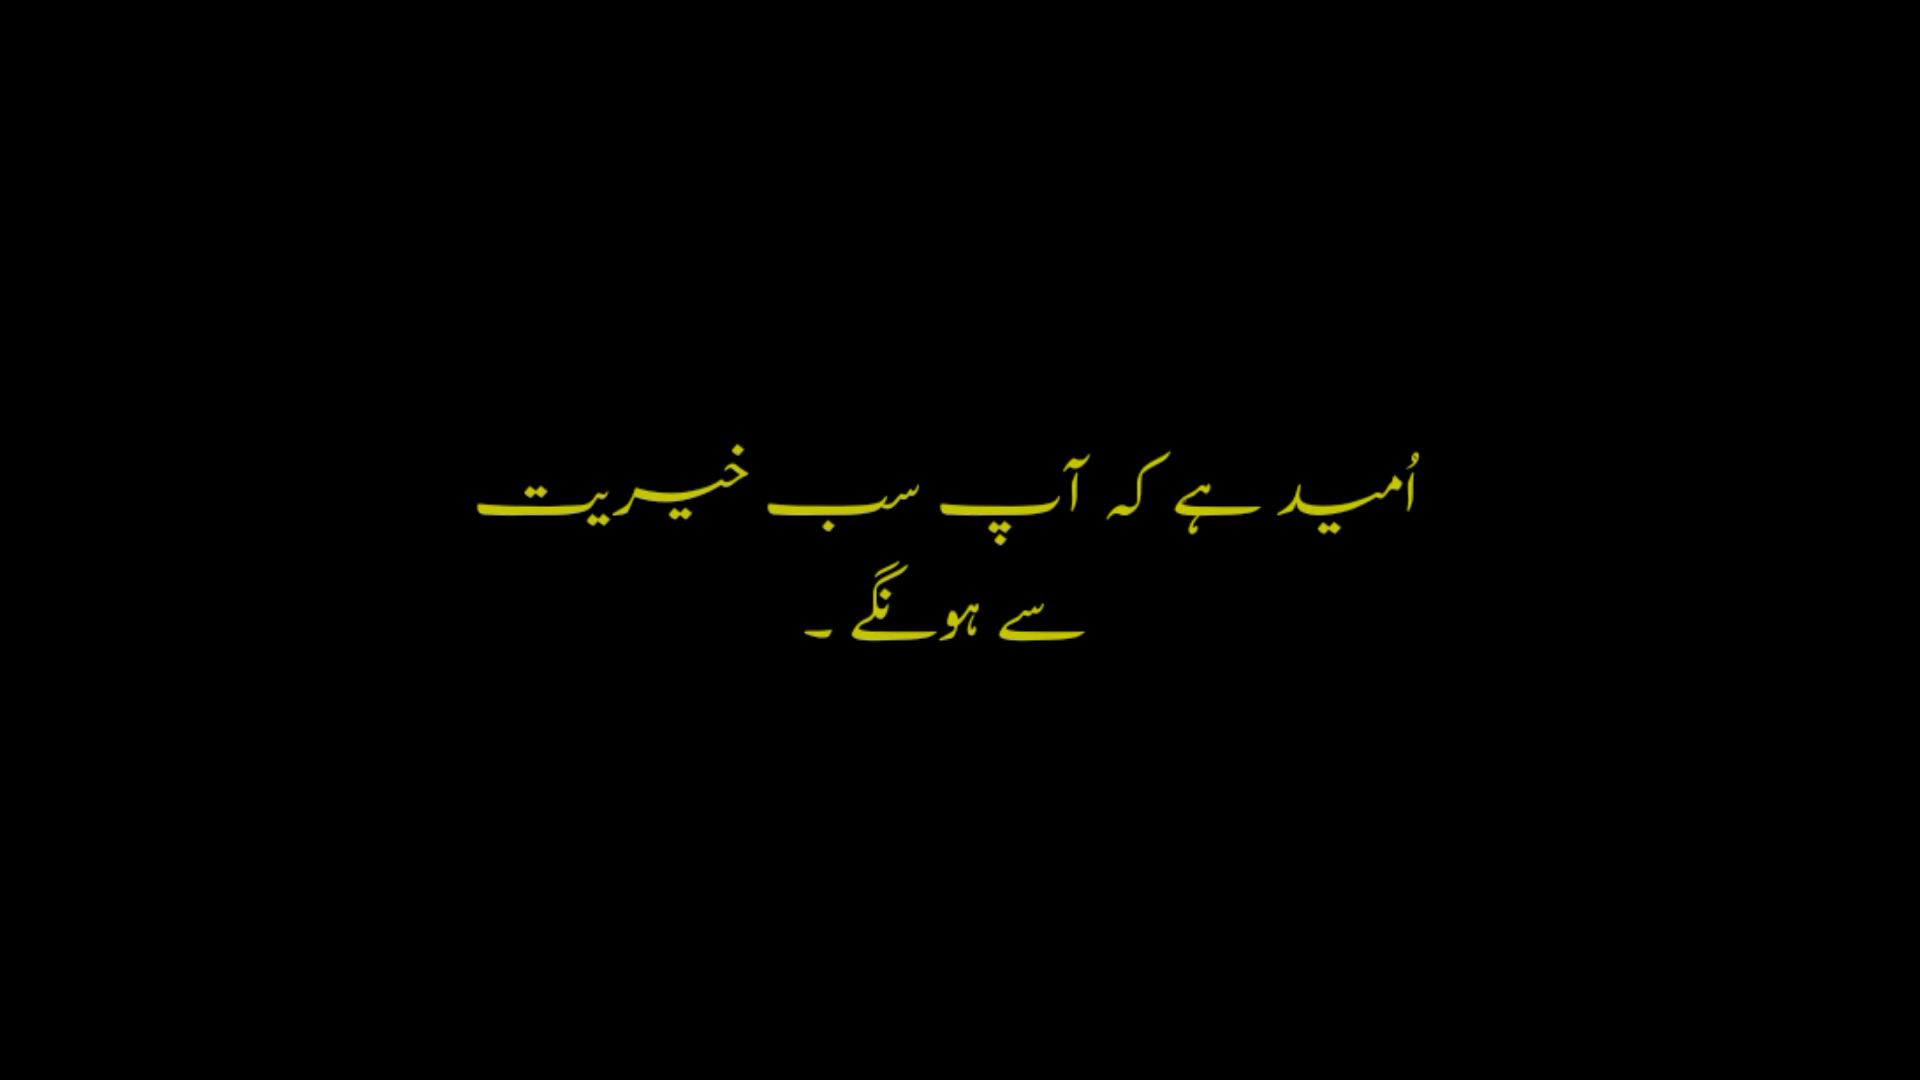 اُمید ہے کہ آپ سب خیریت
سے ہونگے ۔